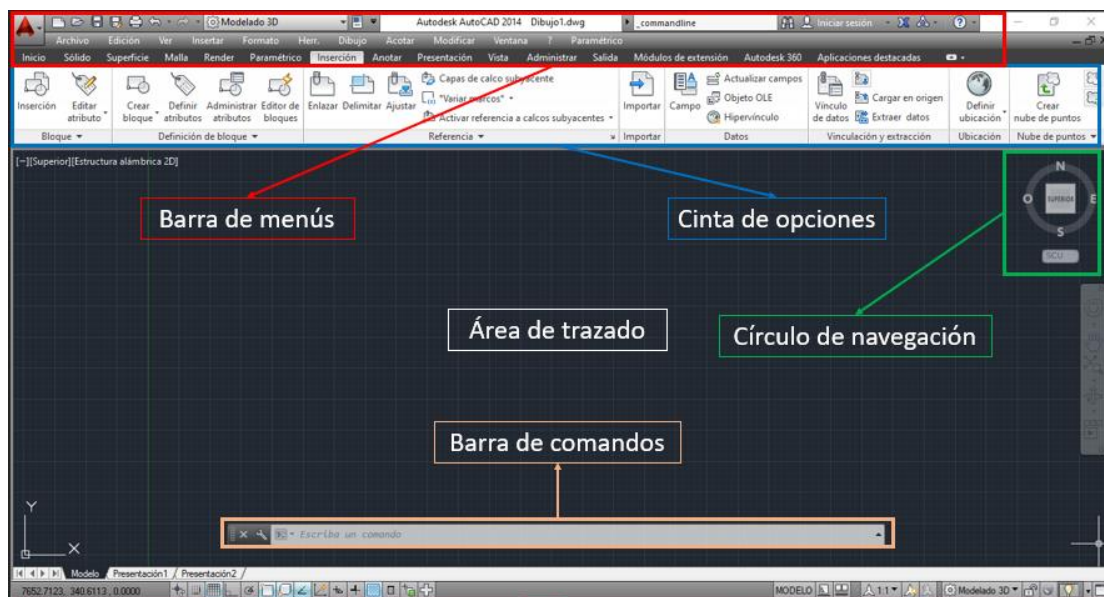 Modelado 3D Autodesk AutoCAD 2014 Dibujo1.dwg _commandline Iniciar sesión
Archivo Edición Ver Insertar Formato Herr. Dibujo Acotar Modificar Ventana ? Paramétrico
Inicio Sólido Superficie Malla Render Paramétrico Inserción Anotar Presentación Vista Administrar Salida Módulos de extensión Autodesk 360 Aplicaciones destacadas
Capas de calco subyacente Actualizar campos
"Variar marcos" Objeto OLE Cargar en origen
Inserción Editar atributo Crear bloque Definir atributos Administrar atributos Editor de bloques Enlazar Delimitar Ajustar Activar referencia a calcos subyacentes Importar Campo Hipervínculo Vínculo de datos Extraer datos Definir ubicación Crear nube de puntos
Bloque Definición de bloque Referencia Importar Datos Vinculación y extracción Ubicación Nube de puntos
[−][Superior][Estructura alámbrica 2D]
N
O SUPERIOR E
S
SCU
Barra de menús
Cinta de opciones
Área de trazado
Círculo de navegación
Barra de comandos
Y
X
Escriba un comando
Modelo Presentación1 Presentación2
7652.7123, 340.6113, 0.0000 MODELO 1:1 Modelado 3D